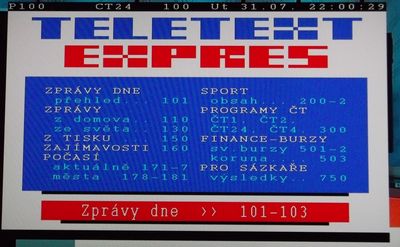 P100 CT24 100 Ut 31.07. 22:00:29
TELETEXT
EXPRES
ZPRÁVY DNE
přehled.. 101
ZPRÁVY
z domova. 110
ze světa.. 130
Z TISKU 150
ZAJÍMAVOSTI 160
POČASÍ
aktuálně 171-7
města 178-181
SPORT
obsah... 200-2
PROGRAMY ČT
ČT1, ČT2,
ČT24, ČT4, 300
FINANCE-BURZY
sv.burzy 501-2
koruna ... 503
PRO SÁZKAŘE
výsledky.. 750
Zprávy dne >> 101-103